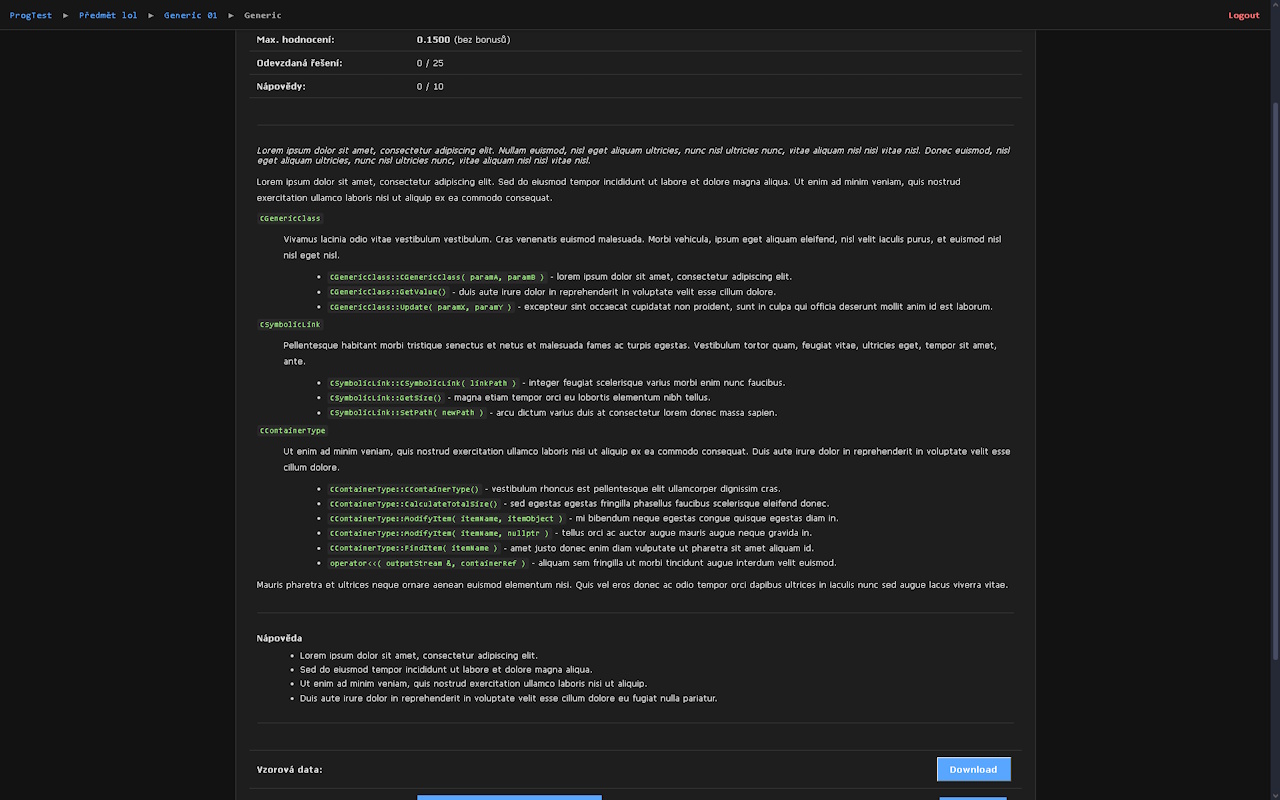 ProgTest ▶ Předmět lol ▶ Generic 01 ▶ Generic
Logout
Max. hodnocení: 0.1500 (bez bonusů)
Odevzdaná řešení: 0 / 25
Nápovědy: 0 / 10
Lorem ipsum dolor sit amet, consectetur adipiscing elit. Nullam euismod, nisl eget aliquam ultricies, nunc nisl ultricies nunc, vitae aliquam nisl nisl vitae nisl. Donec euismod, nisl
eget aliquam ultricies, nunc nisl ultricies nunc, vitae aliquam nisl nisl vitae nisl.
Lorem ipsum dolor sit amet, consectetur adipiscing elit. Sed do eiusmod tempor incididunt ut labore et dolore magna aliqua. Ut enim ad minim veniam, quis nostrud
exercitation ullamco laboris nisi ut aliquip ex ea commodo consequat.
CGenericClass
Vivamus lacinia odio vitae vestibulum vestibulum. Cras venenatis euismod malesuada. Morbi vehicula, ipsum eget aliquam eleifend, nisl velit iaculis purus, et euismod nisl
nisl eget nisl.
• CGenericClass::CGenericClass( paramA, paramB ) - lorem ipsum dolor sit amet, consectetur adipiscing elit.
• CGenericClass::GetValue() - duis aute irure dolor in reprehenderit in voluptate velit esse cillum dolore.
• CGenericClass::Update( paramX, paramY ) - excepteur sint occaecat cupidatat non proident, sunt in culpa qui officia deserunt mollit anim id est laborum.
CSymbolicLink
Pellentesque habitant morbi tristique senectus et netus et malesuada fames ac turpis egestas. Vestibulum tortor quam, feugiat vitae, ultricies eget, tempor sit amet,
ante.
• CSymbolicLink::CSymbolicLink( linkPath ) - integer feugiat scelerisque varius morbi enim nunc faucibus.
• CSymbolicLink::GetSize() - magna etiam tempor orci eu lobortis elementum nibh tellus.
• CSymbolicLink::SetPath( newPath ) - arcu dictum varius duis at consectetur lorem donec massa sapien.
CContainerType
Ut enim ad minim veniam, quis nostrud exercitation ullamco laboris nisi ut aliquip ex ea commodo consequat. Duis aute irure dolor in reprehenderit in voluptate velit esse
cillum dolore.
• CContainerType::CContainerType() - vestibulum rhoncus est pellentesque elit ullamcorper dignissim cras.
• CContainerType::CalculateTotalSize() - sed egestas egestas fringilla phasellus faucibus scelerisque eleifend donec.
• CContainerType::ModifyItem( itemName, itemObject ) - mi bibendum neque egestas congue quisque egestas diam in.
• CContainerType::ModifyItem( itemName, nullptr ) - tellus orci ac auctor augue mauris augue neque gravida in.
• CContainerType::FindItem( itemName ) - amet justo donec enim diam vulputate ut pharetra sit amet aliquam id.
• operator<<( outputStream &, containerRef ) - aliquam sem fringilla ut morbi tincidunt augue interdum velit euismod.
Mauris pharetra et ultrices neque ornare aenean euismod elementum nisi. Quis vel eros donec ac odio tempor orci dapibus ultrices in iaculis nunc sed augue lacus viverra vitae.
Nápověda
• Lorem ipsum dolor sit amet, consectetur adipiscing elit.
• Sed do eiusmod tempor incididunt ut labore et dolore magna aliqua.
• Ut enim ad minim veniam, quis nostrud exercitation ullamco laboris nisi ut aliquip.
• Duis aute irure dolor in reprehenderit in voluptate velit esse cillum dolore eu fugiat nulla pariatur.
Vzorová data:
Download